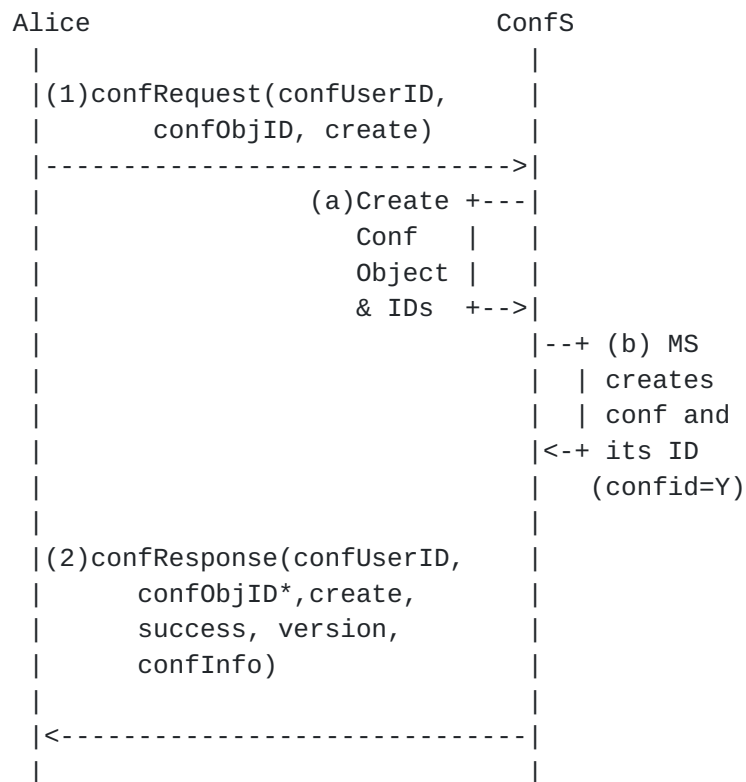 Alice ConfS
(1)confRequest(confUserID,
confObjID, create)
(a)Create
Conf
Object
& IDs
(b) MS
creates
conf and
its ID
(confid=Y)
(2)confResponse(confUserID,
confObjID*,create,
success, version,
confInfo)